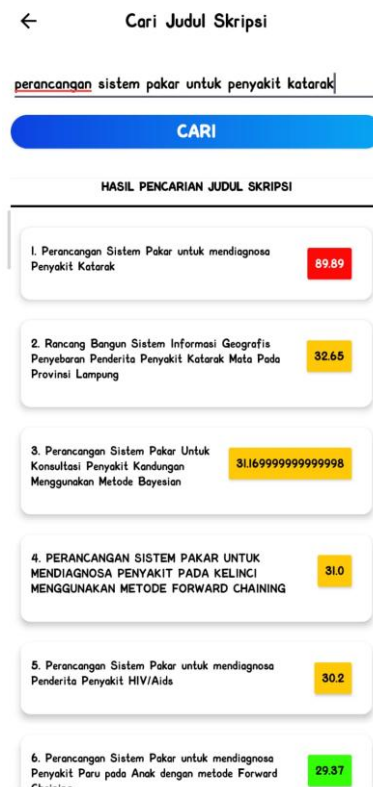 Cari Judul Skripsi
perancangan sistem pakar untuk penyakit katarak
CARI
HASIL PENCARIAN JUDUL SKRIPSI
1. Perancangan Sistem Pakar untuk mendiagnosa
Penyakit Katarak
89.89
2. Rancang Bangun Sistem Informasi Geografis
Penyebaran Penderita Penyakit Katarak Mata Pada
Provinsi Lampung
32.65
3. Perancangan Sistem Pakar Untuk
Konsultasi Penyakit Kandungan
Menggunakan Metode Bayesian
31.169999999999998
4. PERANCANGAN SISTEM PAKAR UNTUK
MENDIAGNOSA PENYAKIT PADA KELINCI
MENGGUNAKAN METODE FORWARD CHAINING
31.0
5. Perancangan Sistem Pakar untuk mendiagnosa
Penderita Penyakit HIV/Aids
30.2
6. Perancangan Sistem Pakar untuk mendiagnosa
Penyakit Paru pada Anak dengan metode Forward
Chaining
29.37